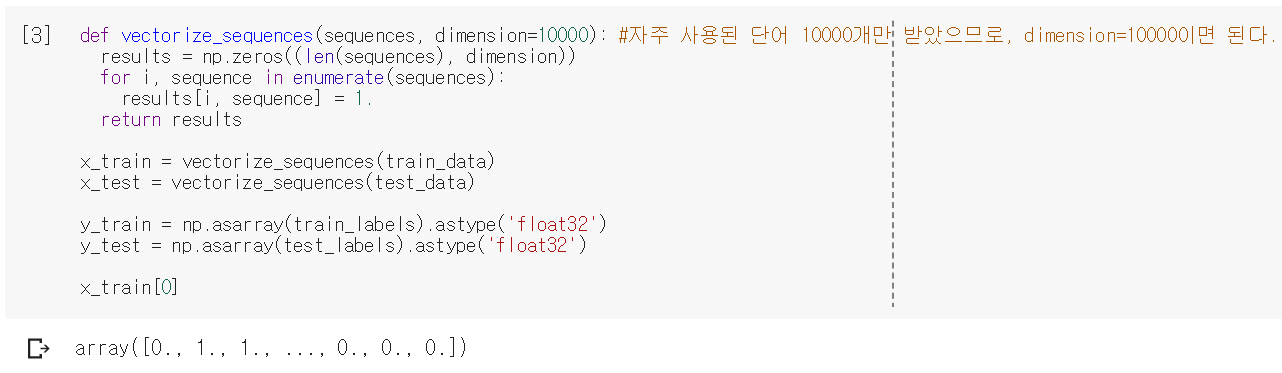 [3] def vectorize_sequences(sequences, dimension=10000): #자주 사용된 단어 10000개만 받았으므로, dimension=10000이면 된다.
results = np.zeros((len(sequences), dimension))
for i, sequence in enumerate(sequences):
results[i, sequence] = 1.
return results
x_train = vectorize_sequences(train_data)
x_test = vectorize_sequences(test_data)
y_train = np.asarray(train_labels).astype('float32')
y_test = np.asarray(test_labels).astype('float32')
x_train[0]
array([0., 1., 1., ..., 0., 0., 0.])